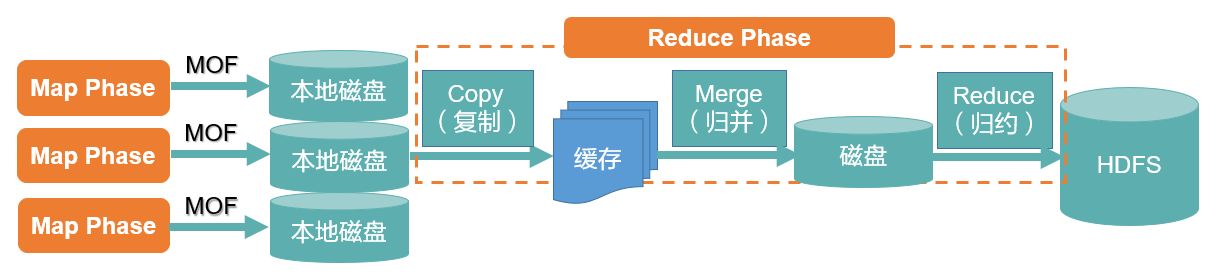 Reduce Phase
Map Phase
MOF
本地磁盘
Map Phase
MOF
本地磁盘
Map Phase
MOF
本地磁盘
Copy
（复制）
缓存
Merge
（归并）
磁盘
Reduce
（归约）
HDFS